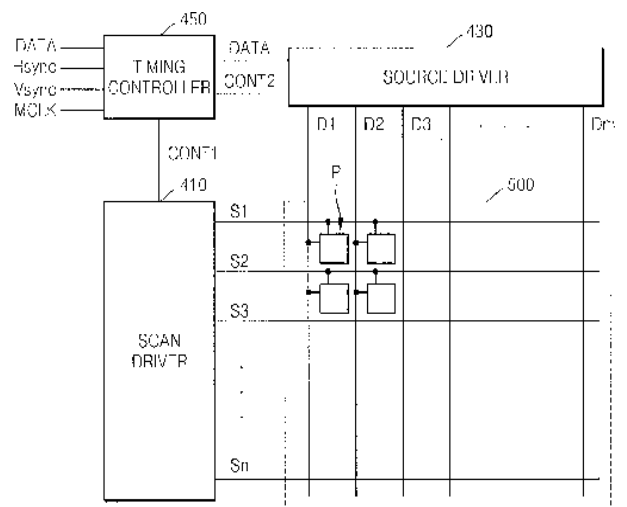 450
DATA
Hsync
Vsync
MCLK
TIMING
CONTROLLER
DATA
CONT2
430
SOURCE DRIVER
D1 D2 D3 . . . . Dm
CONT1
410
P
500
S1
S2
S3
SCAN
DRIVER
Sn